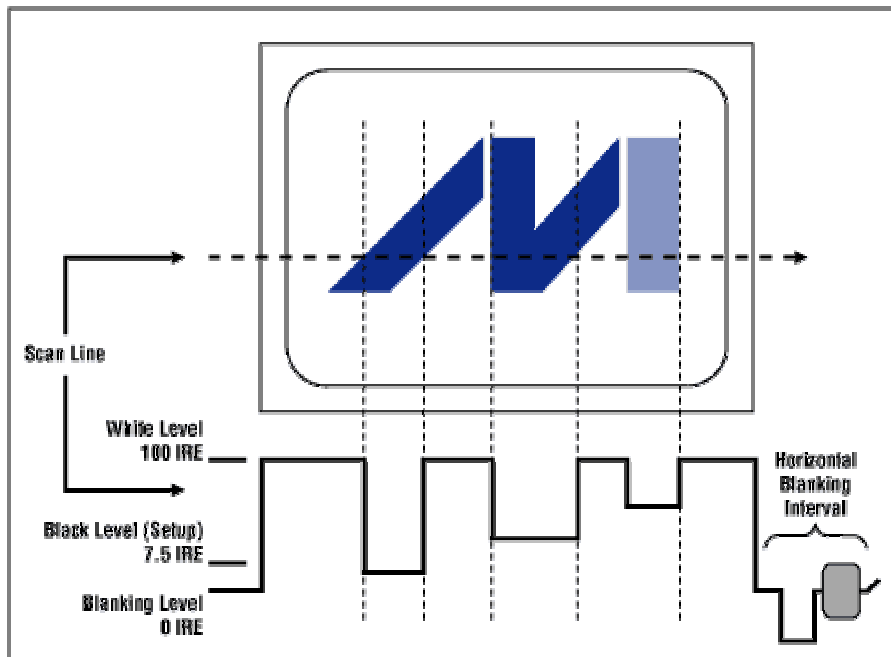 Scan Line
White Level
100 IRE
Black Level (Setup)
7.5 IRE
Blanking Level
0 IRE
Horizontal
Blanking
Interval